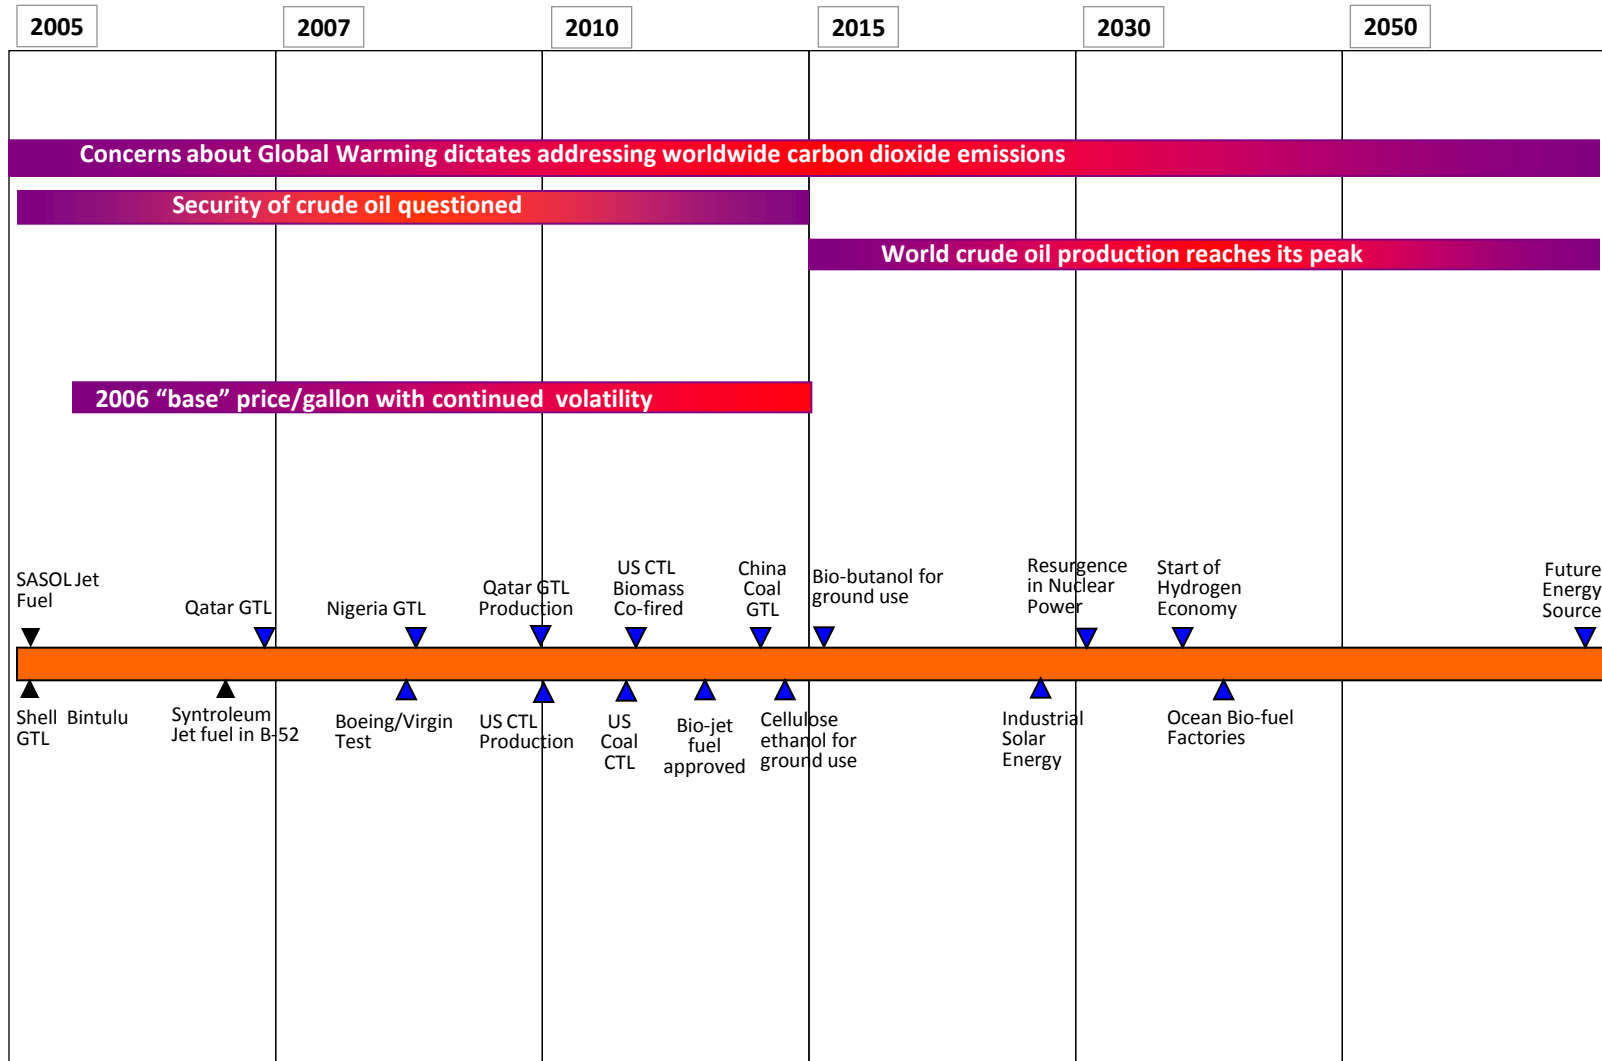 2005
2007
2010
2015
2030
2050
Concerns about Global Warming dictates addressing worldwide carbon dioxide emissions
Security of crude oil questioned
World crude oil production reaches its peak
2006 “base” price/gallon with continued volatility
SASOL Jet
Fuel
Qatar GTL
Nigeria GTL
Qatar GTL
Production
US CTL
Biomass
Co-fired
China
Coal
GTL
Bio-butanol for
ground use
Resurgence
in Nuclear
Power
Start of
Hydrogen
Economy
Future
Energy
Source
Shell Bintulu
GTL
Syntroleum
Jet fuel in B-52
Boeing/Virgin
Test
US CTL
Production
US
Coal
CTL
Bio-jet
fuel
approved
Cellulose
ethanol for
ground use
Industrial
Solar
Energy
Ocean Bio-fuel
Factories